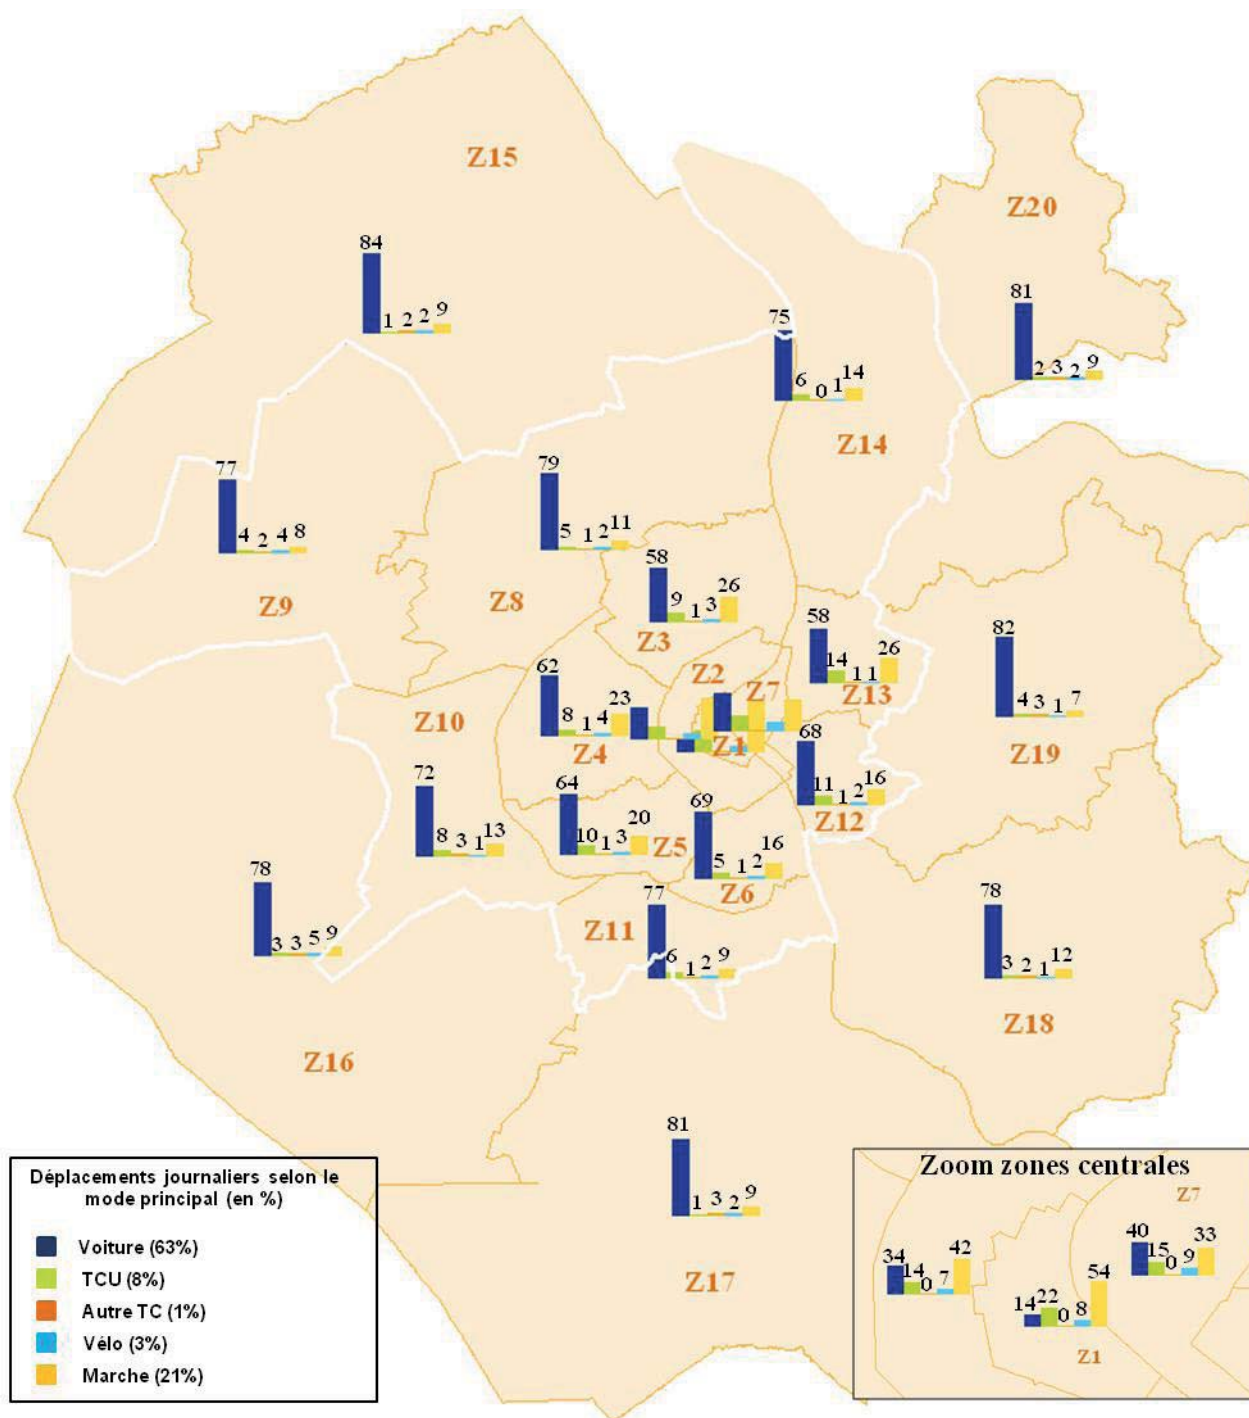 Z15
84
1 2 2 9
Z20
81
2 3 2 9
75
6 0 1 14
Z14
77
4 2 4 8
Z9
79
5 1 2 11
Z8
58
9 1 3 26
Z3
58
14 1 1 26
Z13
82
4 3 1 7
Z19
Z2
Z7
Z1
62
8 1 4 23
Z4
Z10
72
8 3 1 13
68
11 1 2 16
Z12
64
10 1 3 20
Z5
69
5 1 2 16
Z6
78
3 3 5 9
Z16
Z11
77
6 1 2 9
78
3 2 1 12
Z18
81
1 3 2 9
Z17
Déplacements journaliers selon le
mode principal (en %)
Voiture (63%)
TCU (8%)
Autre TC (1%)
Vélo (3%)
Marche (21%)
Zoom zones centrales
Z7
40 15 0 9 33
34 14 0 7 42
14 22 0 8 54
Z1